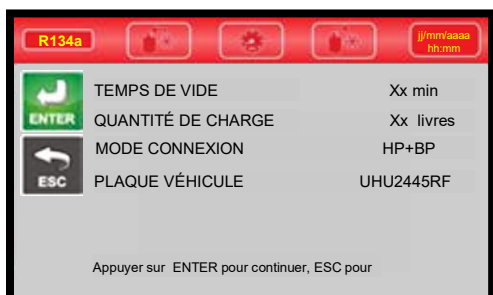 R134a
jj/mm/aaaa
hh:mm
ENTER
ESC
TEMPS DE VIDE Xx min
QUANTITÉ DE CHARGE Xx livres
MODE CONNEXION HP+BP
PLAQUE VÉHICULE UHU2445RF
Appuyer sur ENTER pour continuer, ESC pour